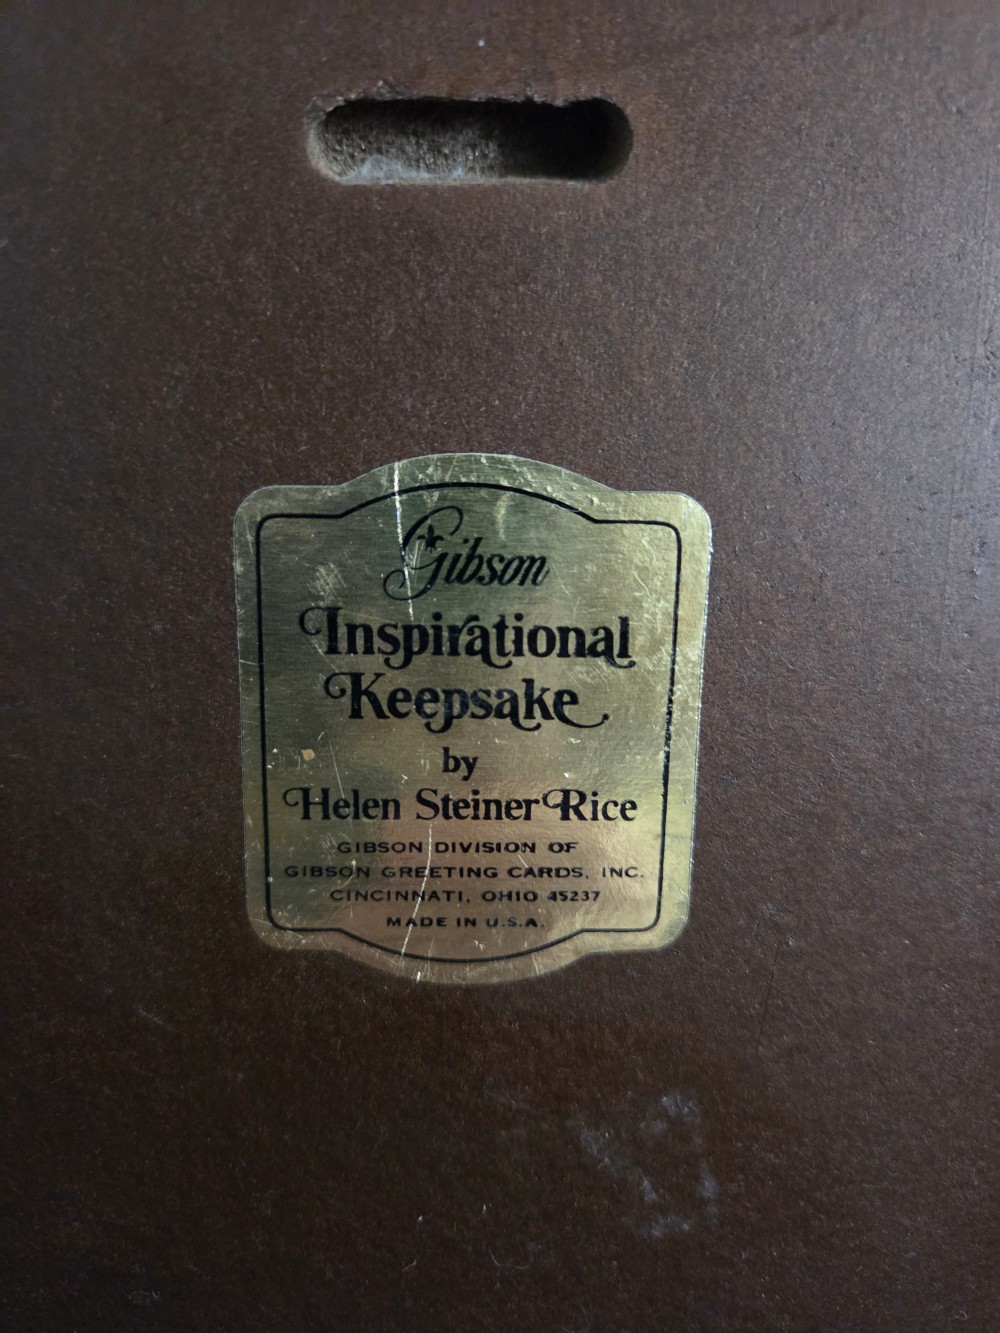 Gibson
Inspirational
Keepsake
by
Helen Steiner Rice
GIBSON DIVISION OF
GIBSON GREETING CARDS, INC.
CINCINNATI, OHIO 45237
MADE IN U.S.A.